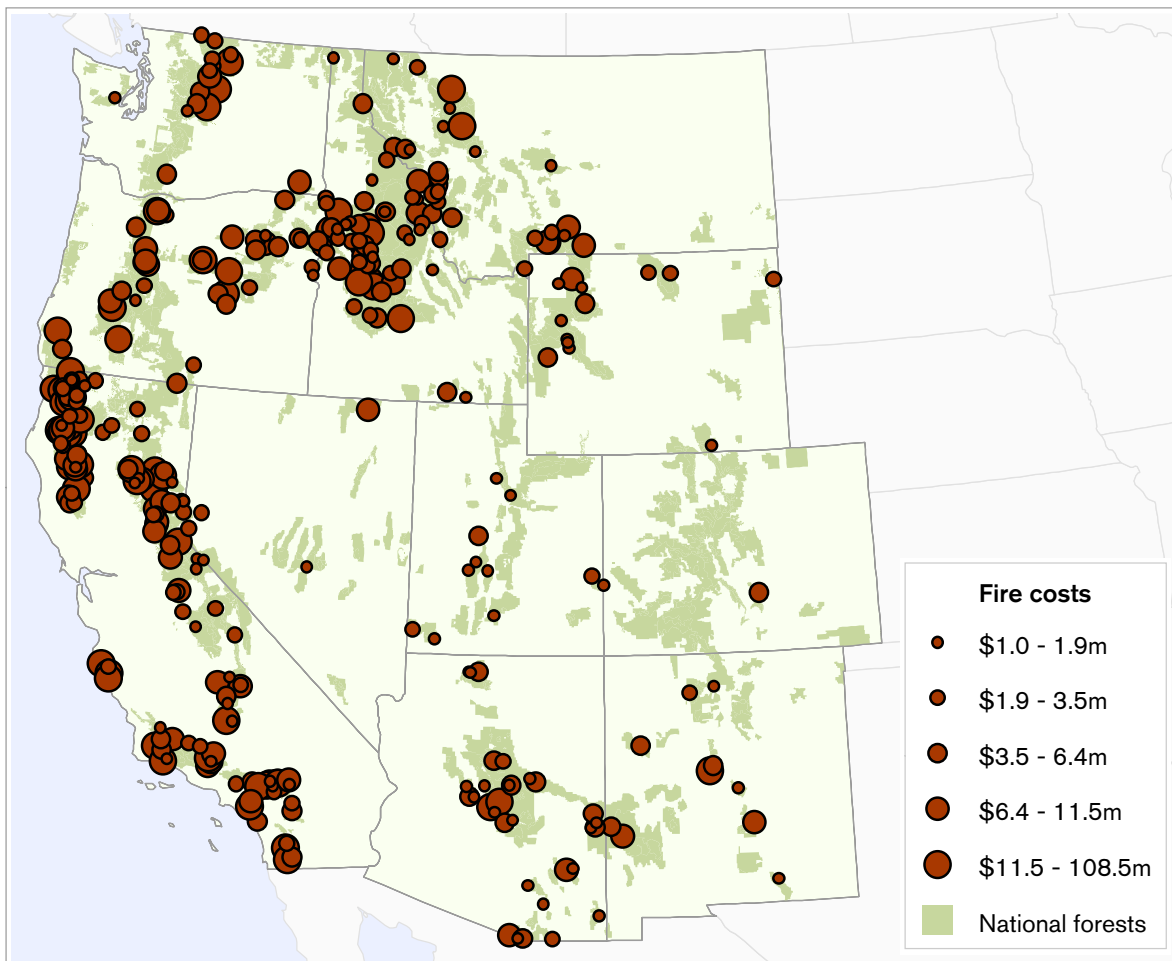 Fire costs
$1.0 - 1.9m
$1.9 - 3.5m
$3.5 - 6.4m
$6.4 - 11.5m
$11.5 - 108.5m
National forests